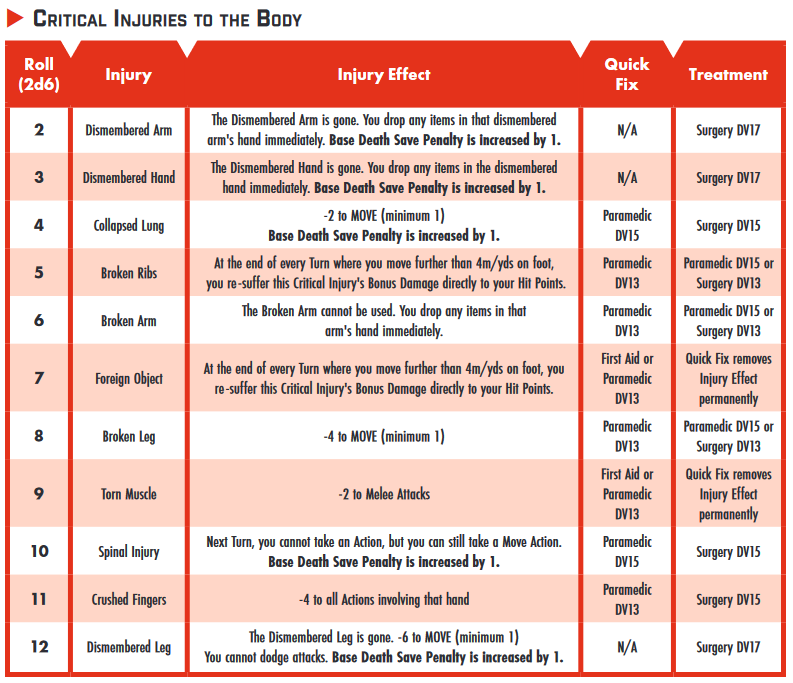 CRITICAL INJURIES TO THE BODY
Roll (2d6) Injury Injury Effect Quick Fix Treatment
2 Dismembered Arm The Dismembered Arm is gone. You drop any items in that dismembered arm's hand immediately. Base Death Save Penalty is increased by 1. N/A Surgery DV17
3 Dismembered Hand The Dismembered Hand is gone. You drop any items in the dismembered hand immediately. Base Death Save Penalty is increased by 1. N/A Surgery DV17
4 Collapsed Lung -2 to MOVE (minimum 1) Base Death Save Penalty is increased by 1. Paramedic DV15 Surgery DV15
5 Broken Ribs At the end of every Turn where you move further than 4m/yds on foot, you re-suffer this Critical Injury's Bonus Damage directly to your Hit Points. Paramedic DV13 Paramedic DV15 or Surgery DV13
6 Broken Arm The Broken Arm cannot be used. You drop any items in that arm's hand immediately. Paramedic DV13 Paramedic DV15 or Surgery DV13
7 Foreign Object At the end of every Turn where you move further than 4m/yds on foot, you re-suffer this Critical Injury's Bonus Damage directly to your Hit Points. First Aid or Paramedic DV13 Quick Fix removes Injury Effect permanently
8 Broken Leg -4 to MOVE (minimum 1) Paramedic DV13 Paramedic DV15 or Surgery DV13
9 Torn Muscle -2 to Melee Attacks First Aid or Paramedic DV13 Quick Fix removes Injury Effect permanently
10 Spinal Injury Next Turn, you cannot take an Action, but you can still take a Move Action. Base Death Save Penalty is increased by 1. Paramedic DV15 Surgery DV15
11 Crushed Fingers -4 to all Actions involving that hand Paramedic DV13 Surgery DV15
12 Dismembered Leg The Dismembered Leg is gone. -6 to MOVE (minimum 1) You cannot dodge attacks. Base Death Save Penalty is increased by 1. N/A Surgery DV17